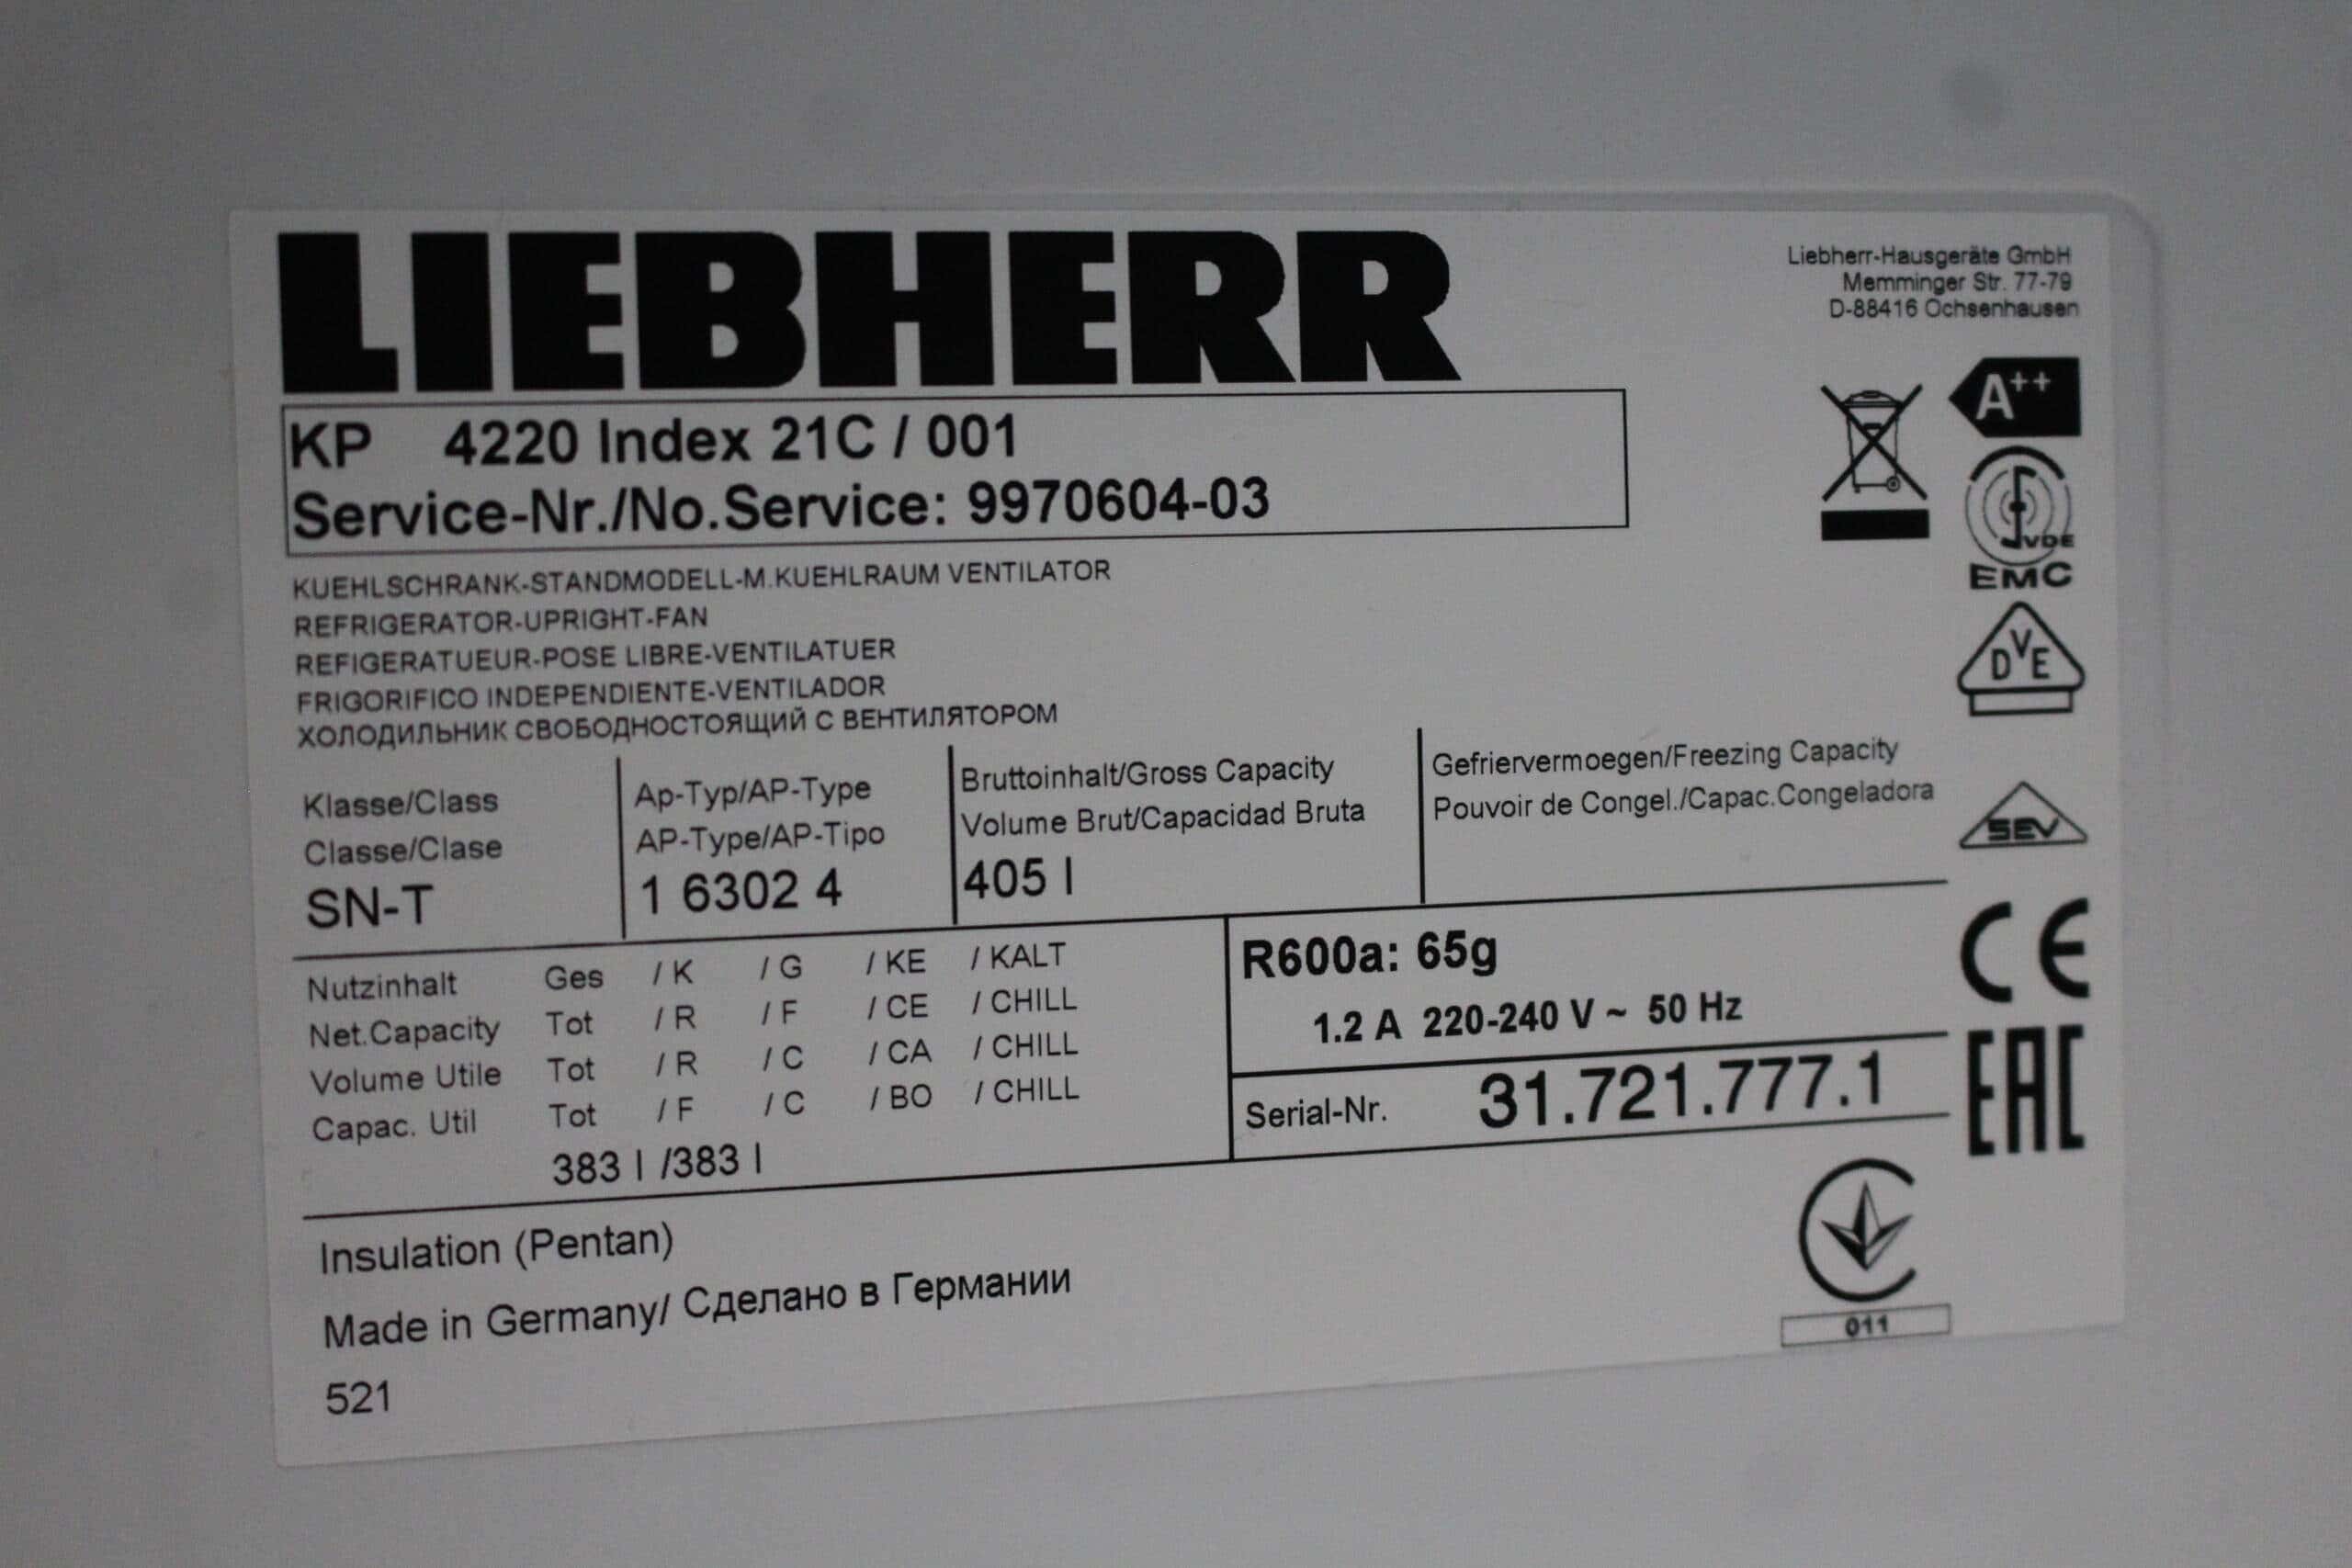 LIEBHERR
Liebherr-Hausgeräte GmbH
Memminger Str. 77-79
D-88416 Ochsenhausen
KP 4220 Index 21C / 001
Service-Nr./No.Service: 9970604-03
A++
VDE
EMC
DVE
SEV
CE
EAC
KUEHLSCHRANK-STANDMODELL-M.KUEHLRAUM VENTILATOR
REFRIGERATOR-UPRIGHT-FAN
REFIGERATUEUR-POSE LIBRE-VENTILATUER
FRIGORIFICO INDEPENDIENTE-VENTILADOR
ХОЛОДИЛЬНИК СВОБОДНОСТОЯЩИЙ С ВЕНТИЛЯТОРОМ
Klasse/Class
Classe/Clase
SN-T
Ap-Typ/AP-Type
AP-Type/AP-Tipo
1 6302 4
Bruttoinhalt/Gross Capacity
Volume Brut/Capacidad Bruta
405 l
Gefriervermoegen/Freezing Capacity
Pouvoir de Congel./Capac.Congeladora
Nutzinhalt Ges / K / G / KE / KALT
Net.Capacity Tot / R / F / CE / CHILL
Volume Utile Tot / R / C / CA / CHILL
Capac. Util Tot / F / C / BO / CHILL
383 l /383 l
R600a: 65g
1.2 A 220-240 V ~ 50 Hz
Serial-Nr. 31.721.777.1
Insulation (Pentan)
Made in Germany/ Сделано в Германии
521
011